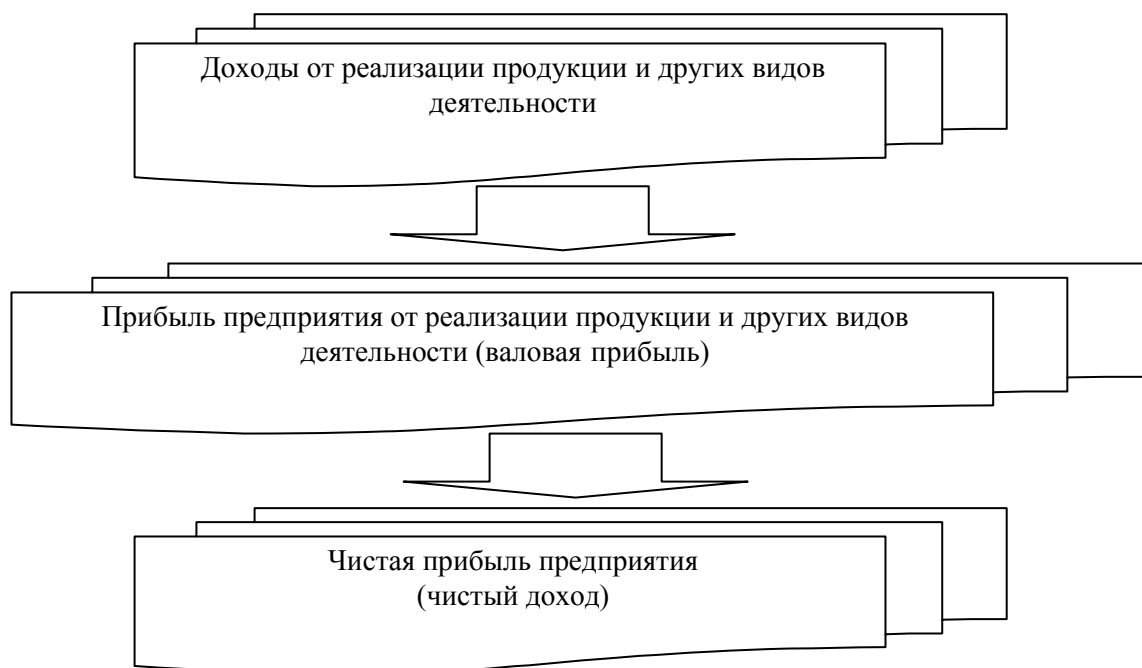 Доходы от реализации продукции и других видов
деятельности
Прибыль предприятия от реализации продукции и других видов
деятельности (валовая прибыль)
Чистая прибыль предприятия
(чистый доход)